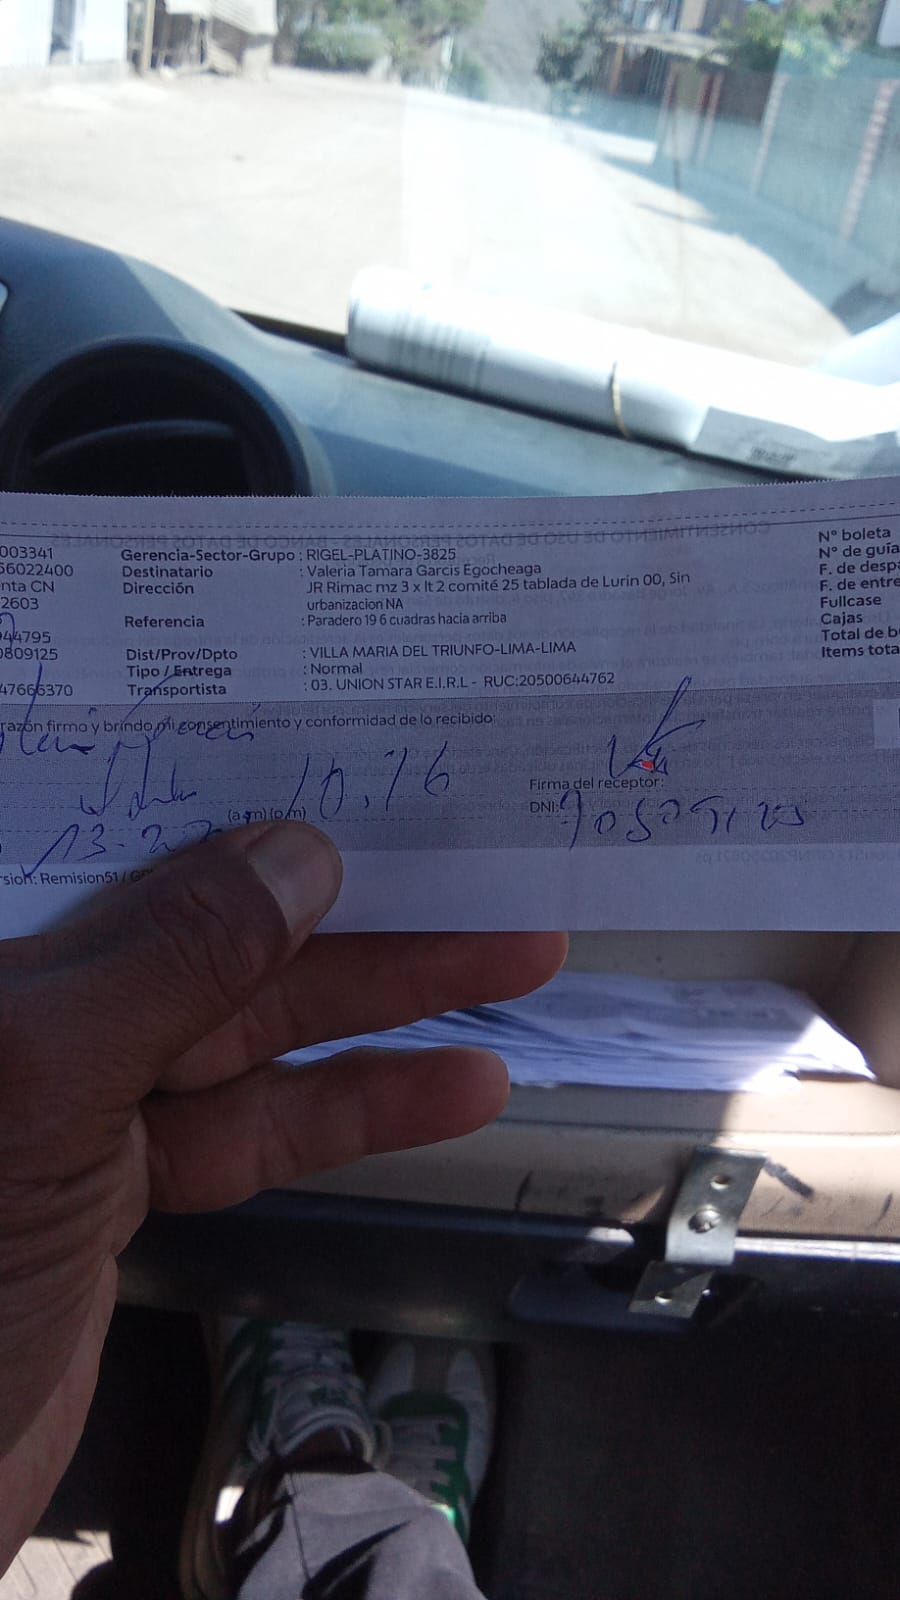 003341 Gerencia-Sector-Grupo : RIGEL-PLATINO-3825 N° boleta
56022400 Destinatario : Valeria Tamara Garcis Egocheaga N° de guía
nta CN Dirección JR Rimac mz 3 x lt 2 comité 25 tablada de Lurin 00, Sin F. de desp
2603 urbanizacion NA F. de entre
Referencia : Paradero 19 6 cuadras hacia arriba Fullcase
44795 Cajas
0809125 Dist/Prov/Dpto : VILLA MARIA DEL TRIUNFO-LIMA-LIMA Total de b
Tipo / Entrega : Normal Items tota
47666370 Transportista : 03. UNION STAR E.I.R.L - RUC:20500644762
razón firmo y brindo mi consentimiento y conformidad de lo recibido:
Firma del receptor:
(a.m) (p.m) 10.16 DNI:
13-22
sion: Remision51 /